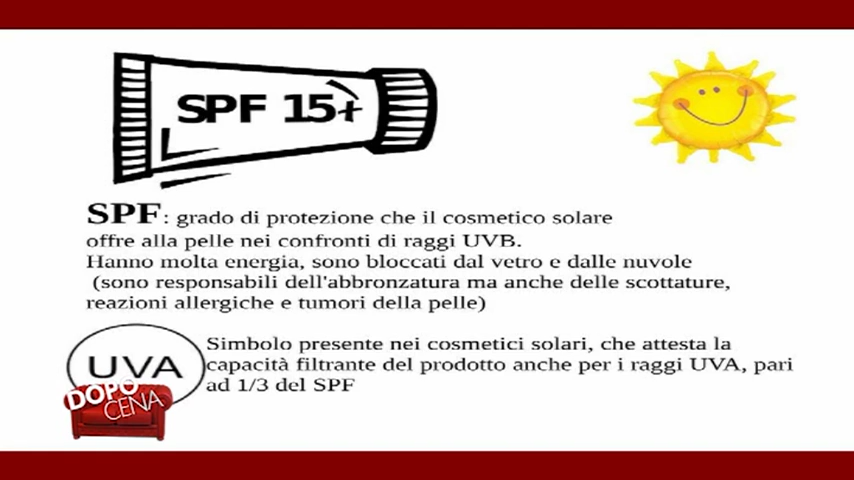 SPF 15+
SPF: grado di protezione che il cosmetico solare
offre alla pelle nei confronti di raggi UVB.
Hanno molta energia, sono bloccati dal vetro e dalle nuvole
(sono responsabili dell'abbronzatura ma anche delle scottature,
reazioni allergiche e tumori della pelle)
UVA
Simbolo presente nei cosmetici solari, che attesta la
capacità filtrante del prodotto anche per i raggi UVA, pari
ad 1/3 del SPF
DOPO
CENA